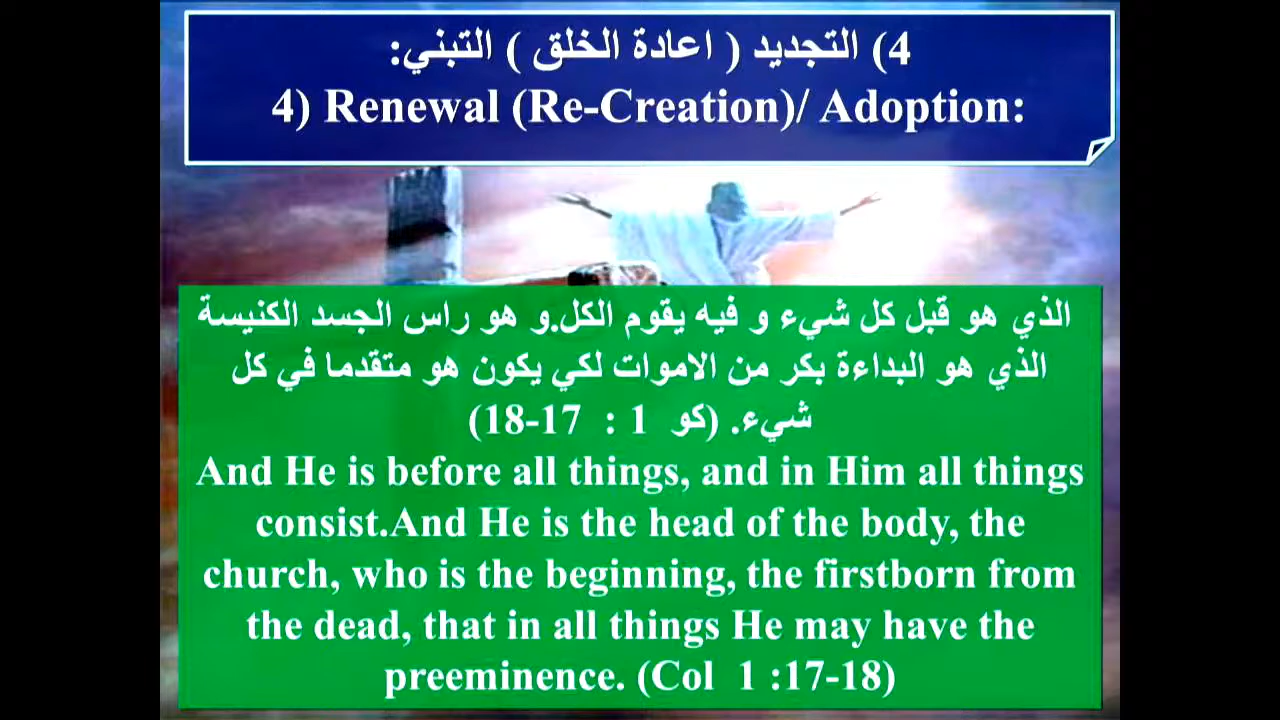 4) التجديد ( اعادة الخلق ) التبني:
4) Renewal (Re-Creation)/ Adoption:
الذي هو قبل كل شيء و فيه يقوم الكل.و هو راس الجسد الكنيسة
الذي هو البداءة بكر من الاموات لكي يكون هو متقدما في كل
شيء. (كو 1 : 17-18)
And He is before all things, and in Him all things
consist.And He is the head of the body, the
church, who is the beginning, the firstborn from
the dead, that in all things He may have the
preeminence. (Col 1 :17-18)